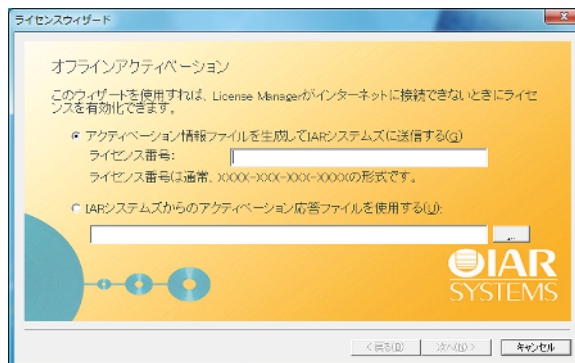 ライセンスウィザード
オフラインアクティベーション
このウィザードを使用すれば、License Managerがインターネットに接続できないときにライセ
ンスを有効化できます。
アクティベーション情報ファイルを生成してIARシステムズに送信する(G)
ライセンス番号:
ライセンス番号は通常、XXXX-XXX-XXX-XXXXの形式です。
IARシステムズからのアクティベーション応答ファイルを使用する(U):
...
IAR
SYSTEMS
< 戻る(B)
次へ(N) >
キャンセル